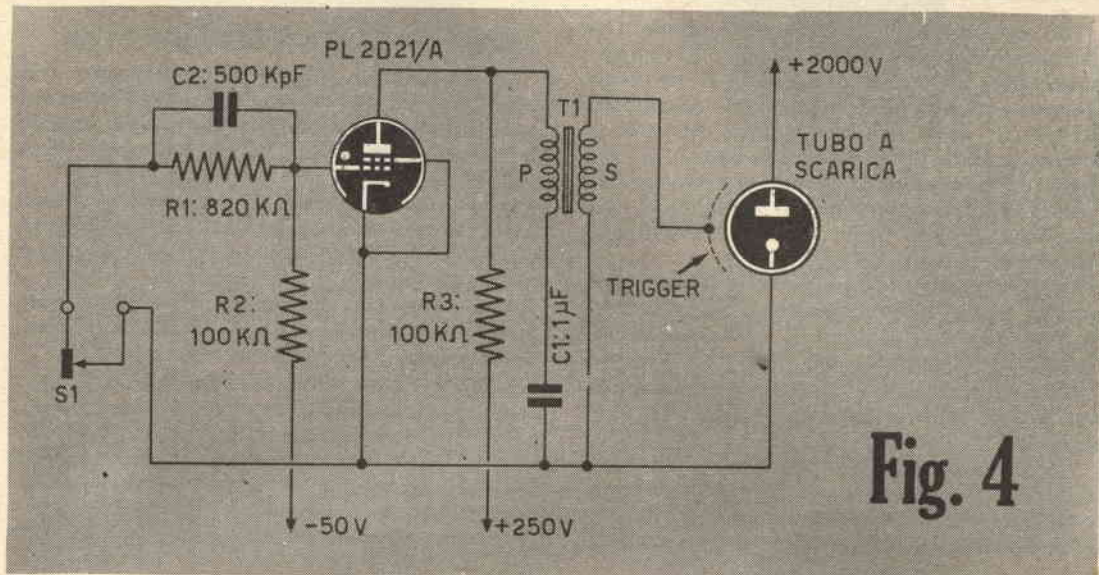 PL 2D21/A
C2: 500 KpF
R1: 820 KΩ
R2:
100 KΩ
R3:
100 KΩ
S1
-50 V
+250 V
T1
P
S
C1: 1 µF
TRIGGER
+2000 V
TUBO A
SCARICA
Fig. 4